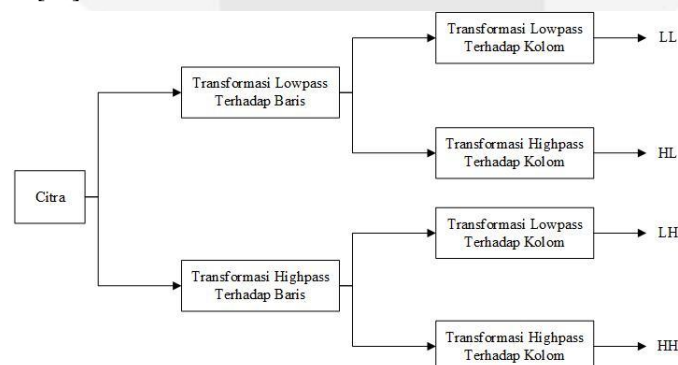 Transformasi Lowpass
Terhadap Kolom
LL
Transformasi Lowpass
Terhadap Baris
Transformasi Highpass
Terhadap Kolom
HL
Citra
Transformasi Lowpass
Terhadap Kolom
LH
Transformasi Highpass
Terhadap Baris
Transformasi Highpass
Terhadap Kolom
HH